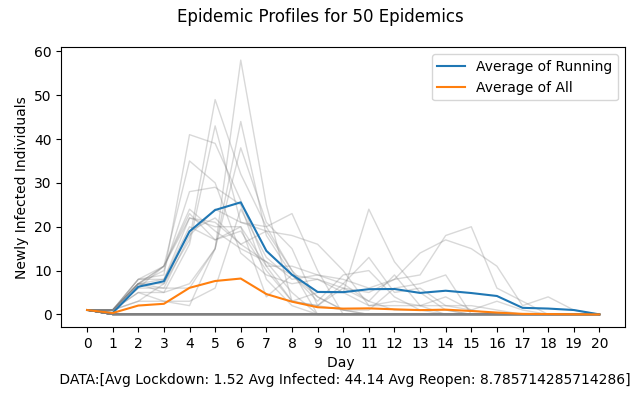 Epidemic Profiles for 50 Epidemics
60
50
40
30
20
10
0
Newly Infected Individuals
Average of Running
Average of All
0 1 2 3 4 5 6 7 8 9 10 11 12 13 14 15 16 17 18 19 20
Day
DATA:[Avg Lockdown: 1.52 Avg Infected: 44.14 Avg Reopen: 8.785714285714286]